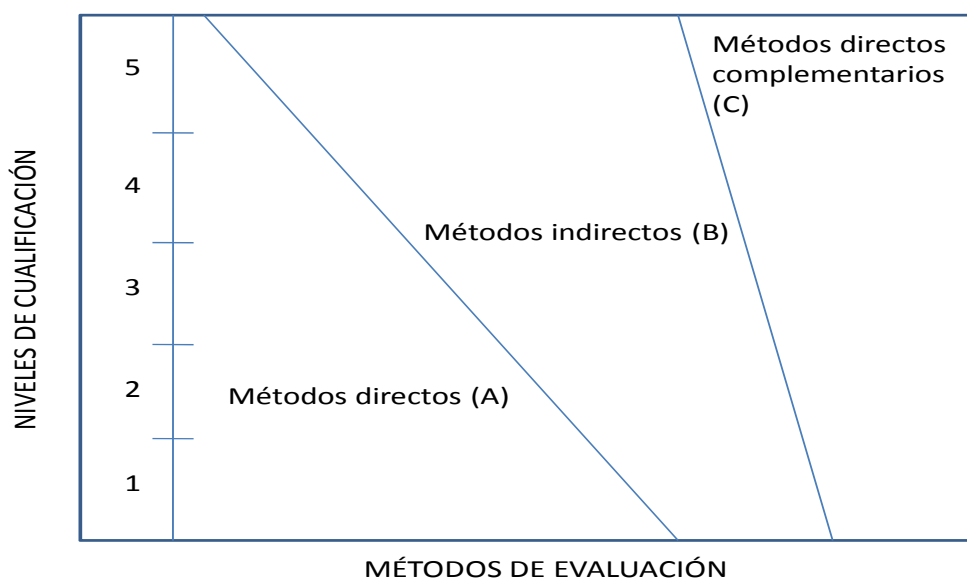 Métodos directos
complementarios
(C)
5
4
Métodos indirectos (B)
3
2
Métodos directos (A)
1
NIVELES DE CUALIFICACIÓN
MÉTODOS DE EVALUACIÓN